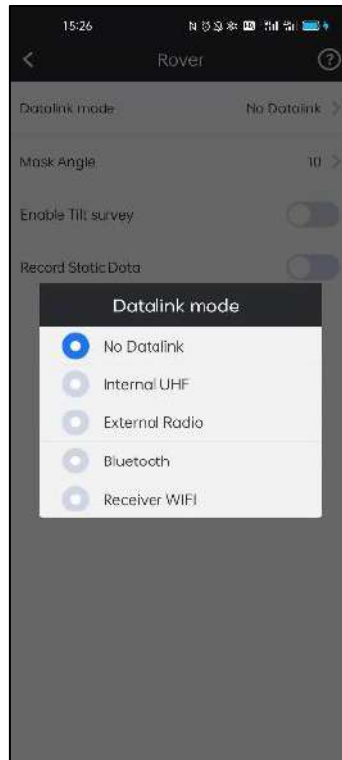 15:26
Rover
Datalink mode No Datalink
Mask Angle 10
Enable Tilt survey
Record Static Data
Datalink mode
No Datalink
Internal UHF
External Radio
Bluetooth
Receiver WIFI